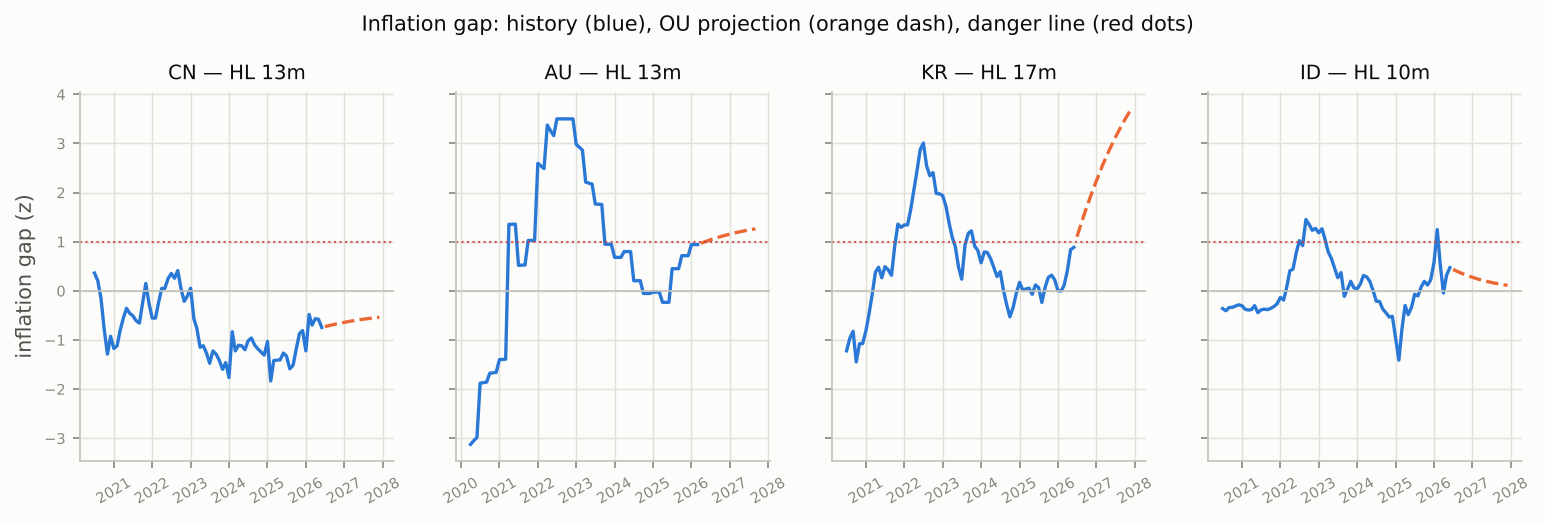 Inflation gap: history (blue), OU projection (orange dash), danger line (red dots)
CN — HL 13m
AU — HL 13m
KR — HL 17m
ID — HL 10m
inflation gap (z)
4
3
2
1
0
−1
−2
−3
2021 2022 2023 2024 2025 2026 2027 2028
2020 2021 2022 2023 2024 2025 2026 2027 2028
2021 2022 2023 2024 2025 2026 2027 2028
2021 2022 2023 2024 2025 2026 2027 2028